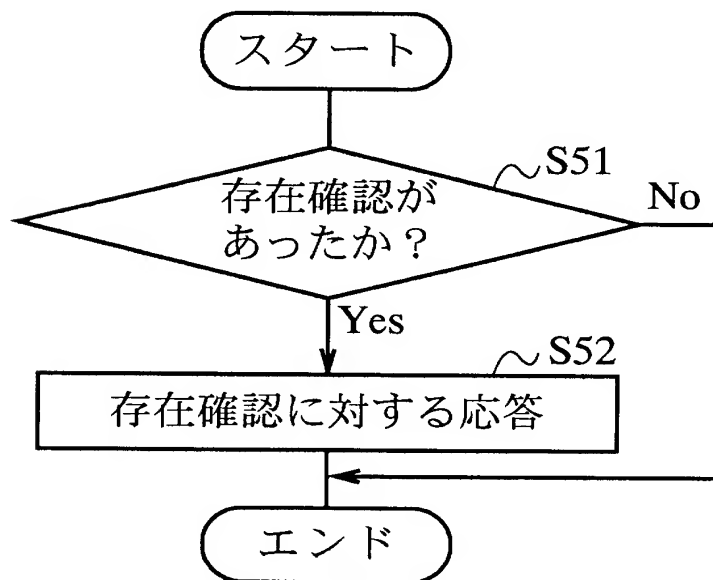 スタート
S51
存在確認が
あったか？
No
Yes
S52
存在確認に対する応答
エンド